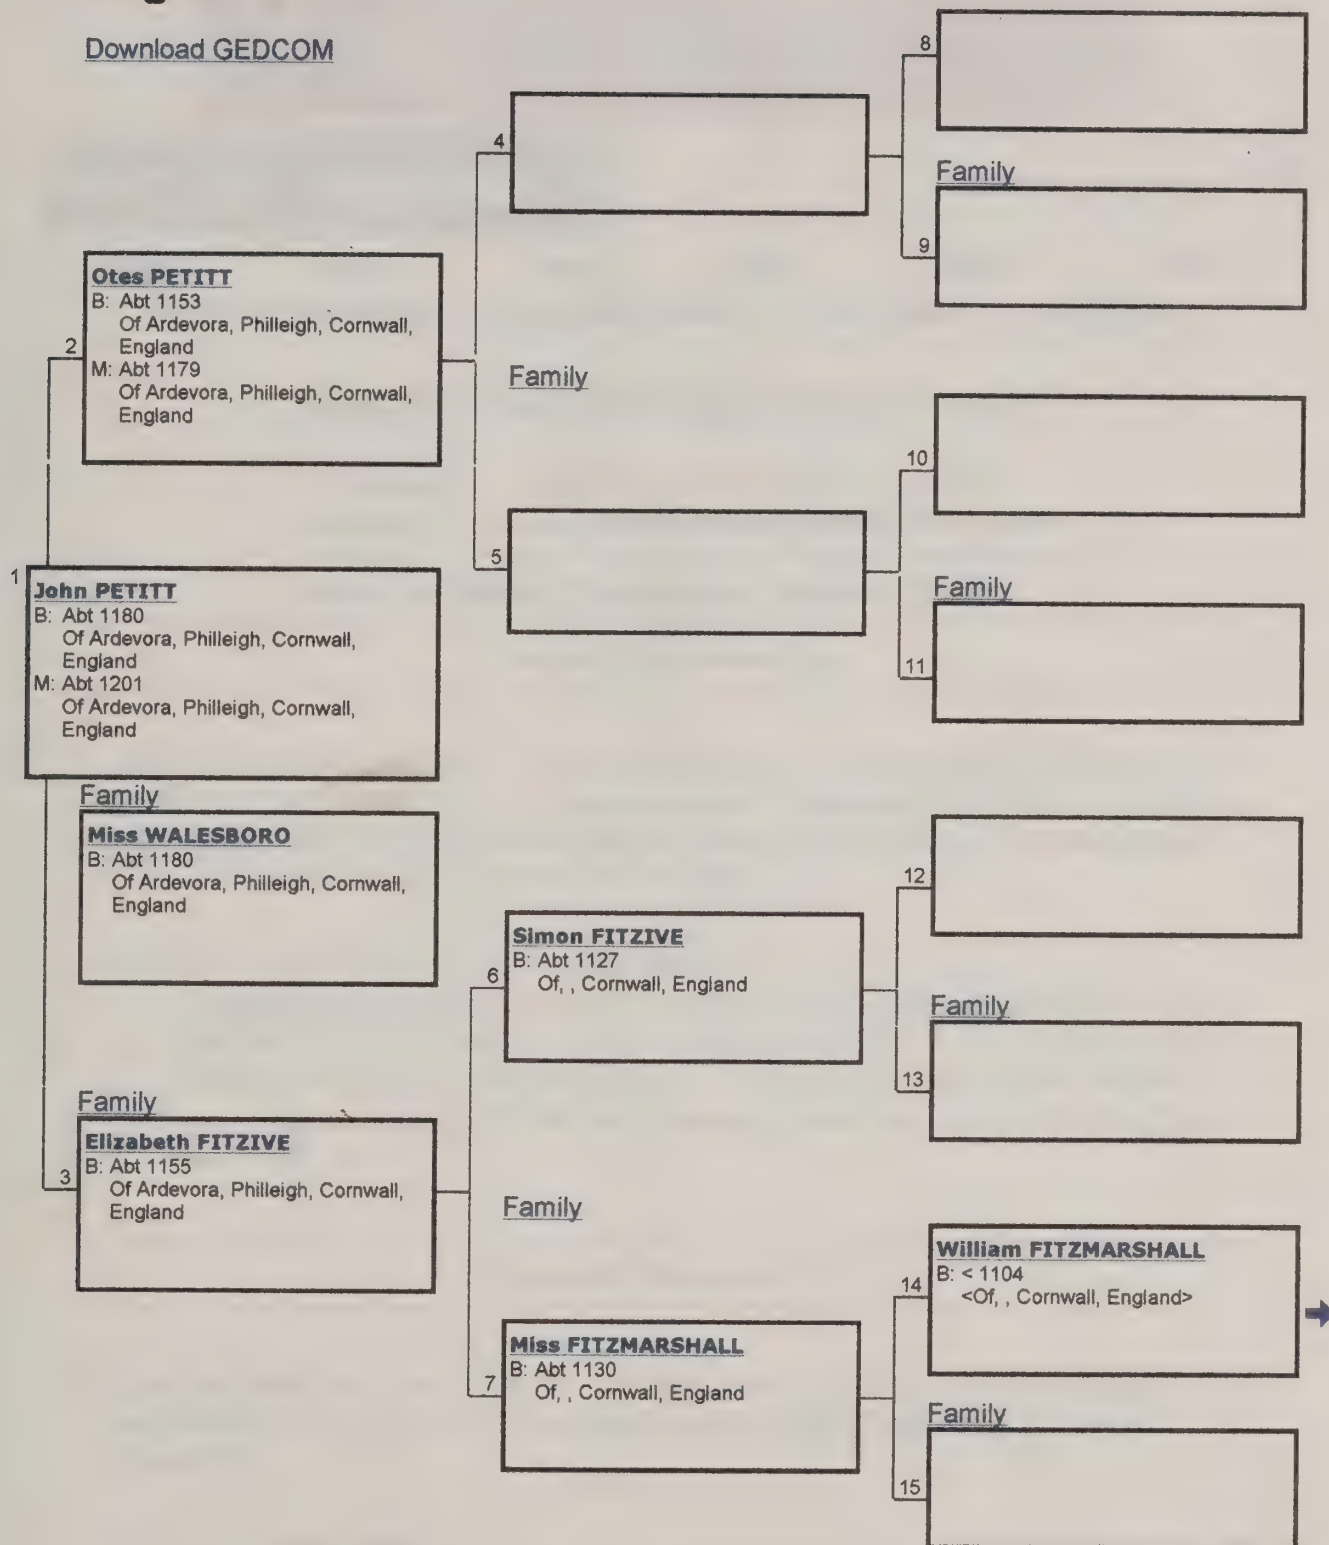 Download GEDCOM
8
4
Family
9
Otes PETITT
B: Abt 1153
Of Ardevora, Philleigh, Cornwall,
England
M: Abt 1179
Of Ardevora, Philleigh, Cornwall,
England
2
Family
10
5
Family
11
1
John PETITT
B: Abt 1180
Of Ardevora, Philleigh, Cornwall,
England
M: Abt 1201
Of Ardevora, Philleigh, Cornwall,
England
Family
Miss WALESBORO
B: Abt 1180
Of Ardevora, Philleigh, Cornwall,
England
12
6
Simon FITZIVE
B: Abt 1127
Of, , Cornwall, England
Family
13
Family
3
Elizabeth FITZIVE
B: Abt 1155
Of Ardevora, Philleigh, Cornwall,
England
Family
14
William FITZMARSHALL
B: < 1104
<Of, , Cornwall, England>
7
Miss FITZMARSHALL
B: Abt 1130
Of, , Cornwall, England
Family
15